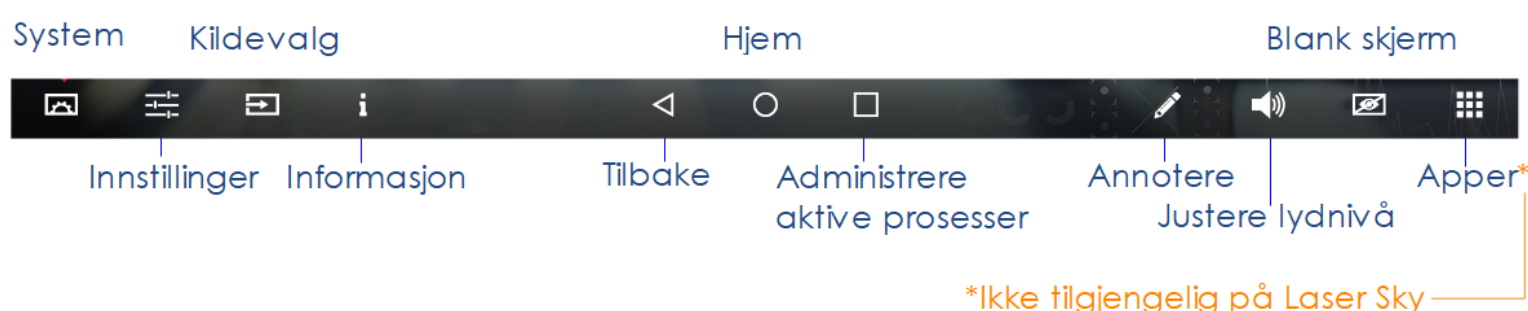 System
Kildevalg
Hjem
Blank skjerm
Innstillinger
Informasjon
Tilbake
Administrere
aktive prosesser
Annotere
Justere lydnivå
Apper*
*Ikke tilgjengelig på Laser Sky